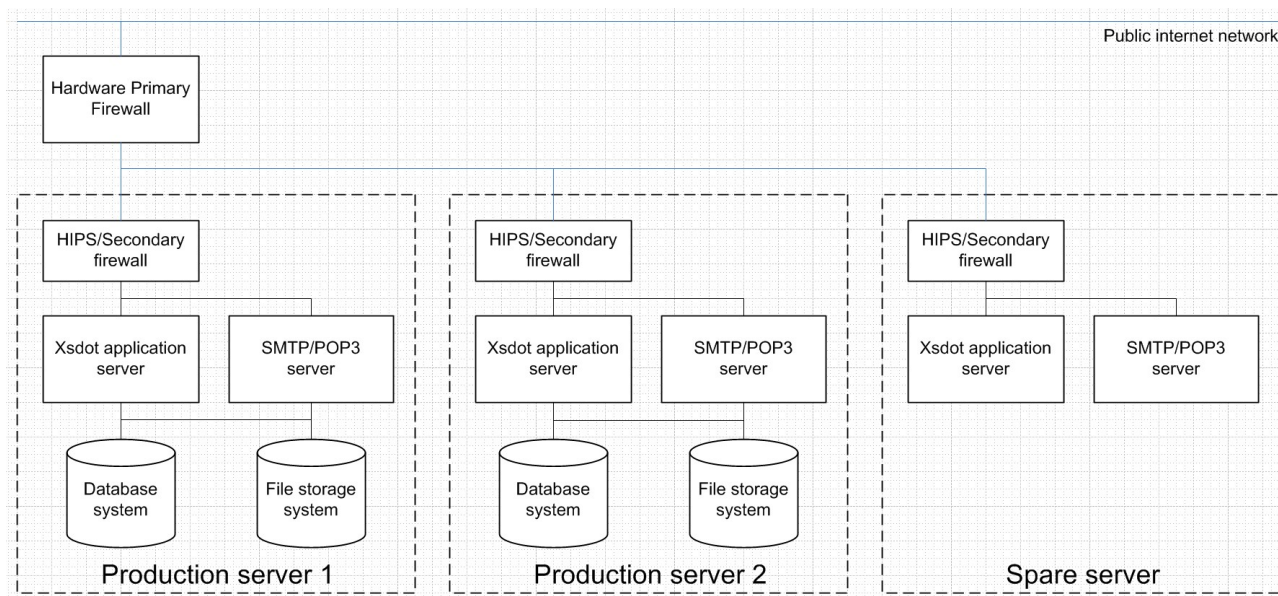 Public internet network
Hardware Primary
Firewall
HIPS/Secondary
firewall
HIPS/Secondary
firewall
HIPS/Secondary
firewall
Xsdot application
server
SMTP/POP3
server
Xsdot application
server
SMTP/POP3
server
Xsdot application
server
SMTP/POP3
server
Database
system
File storage
system
Database
system
File storage
system
Production server 1
Production server 2
Spare server